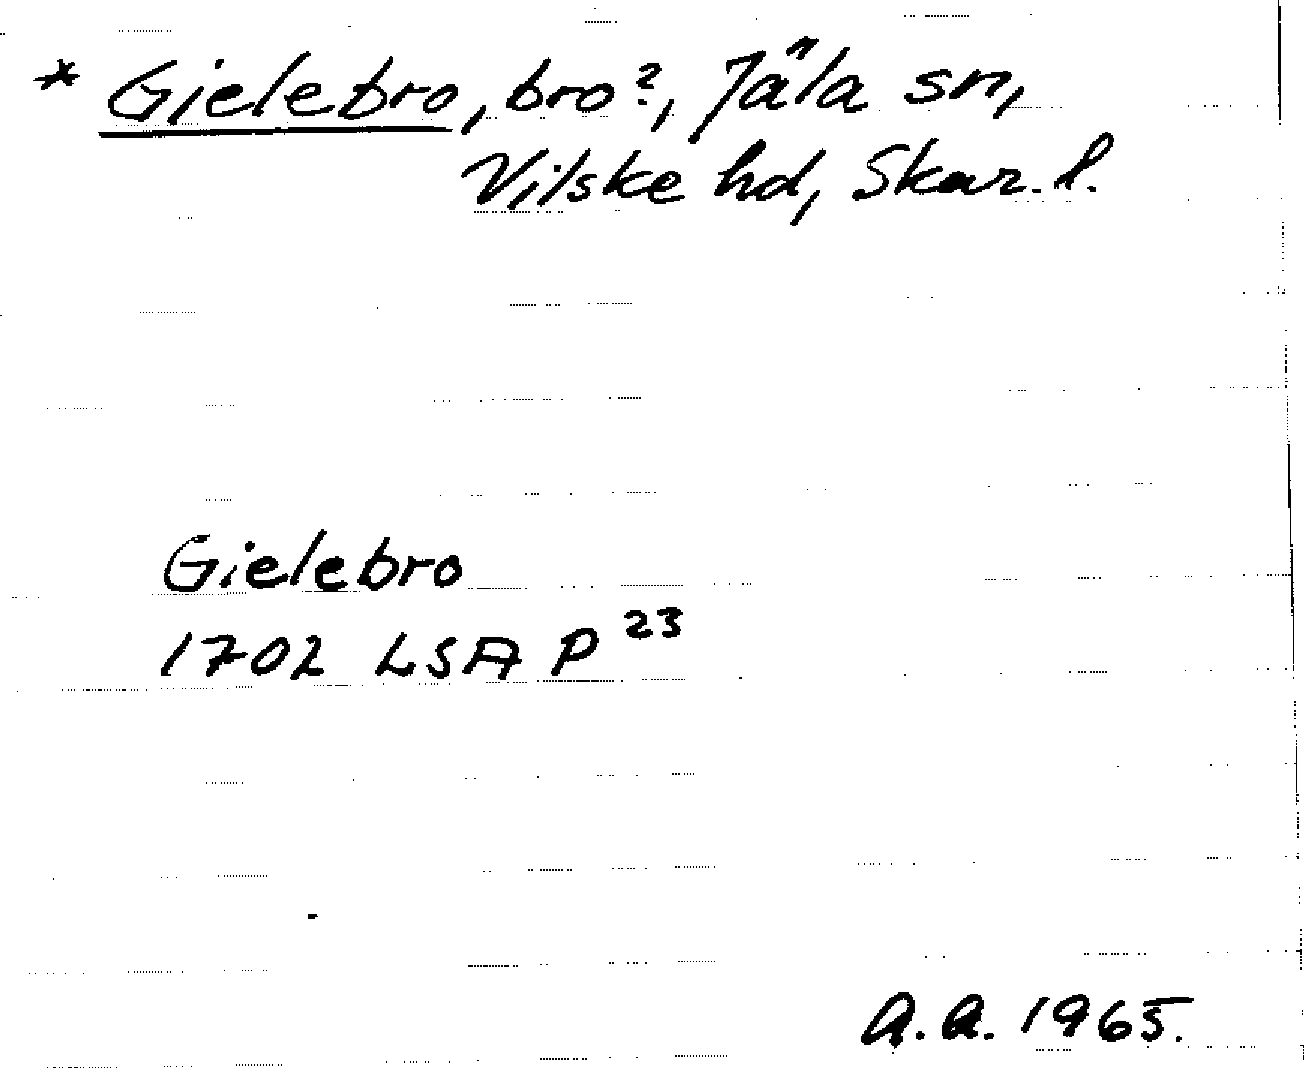 * Gielebro, bro?, Jäla sn,
Vilske hd, Skar. l.
Gielebro
1702 LSA P 23
A.A. 1965.